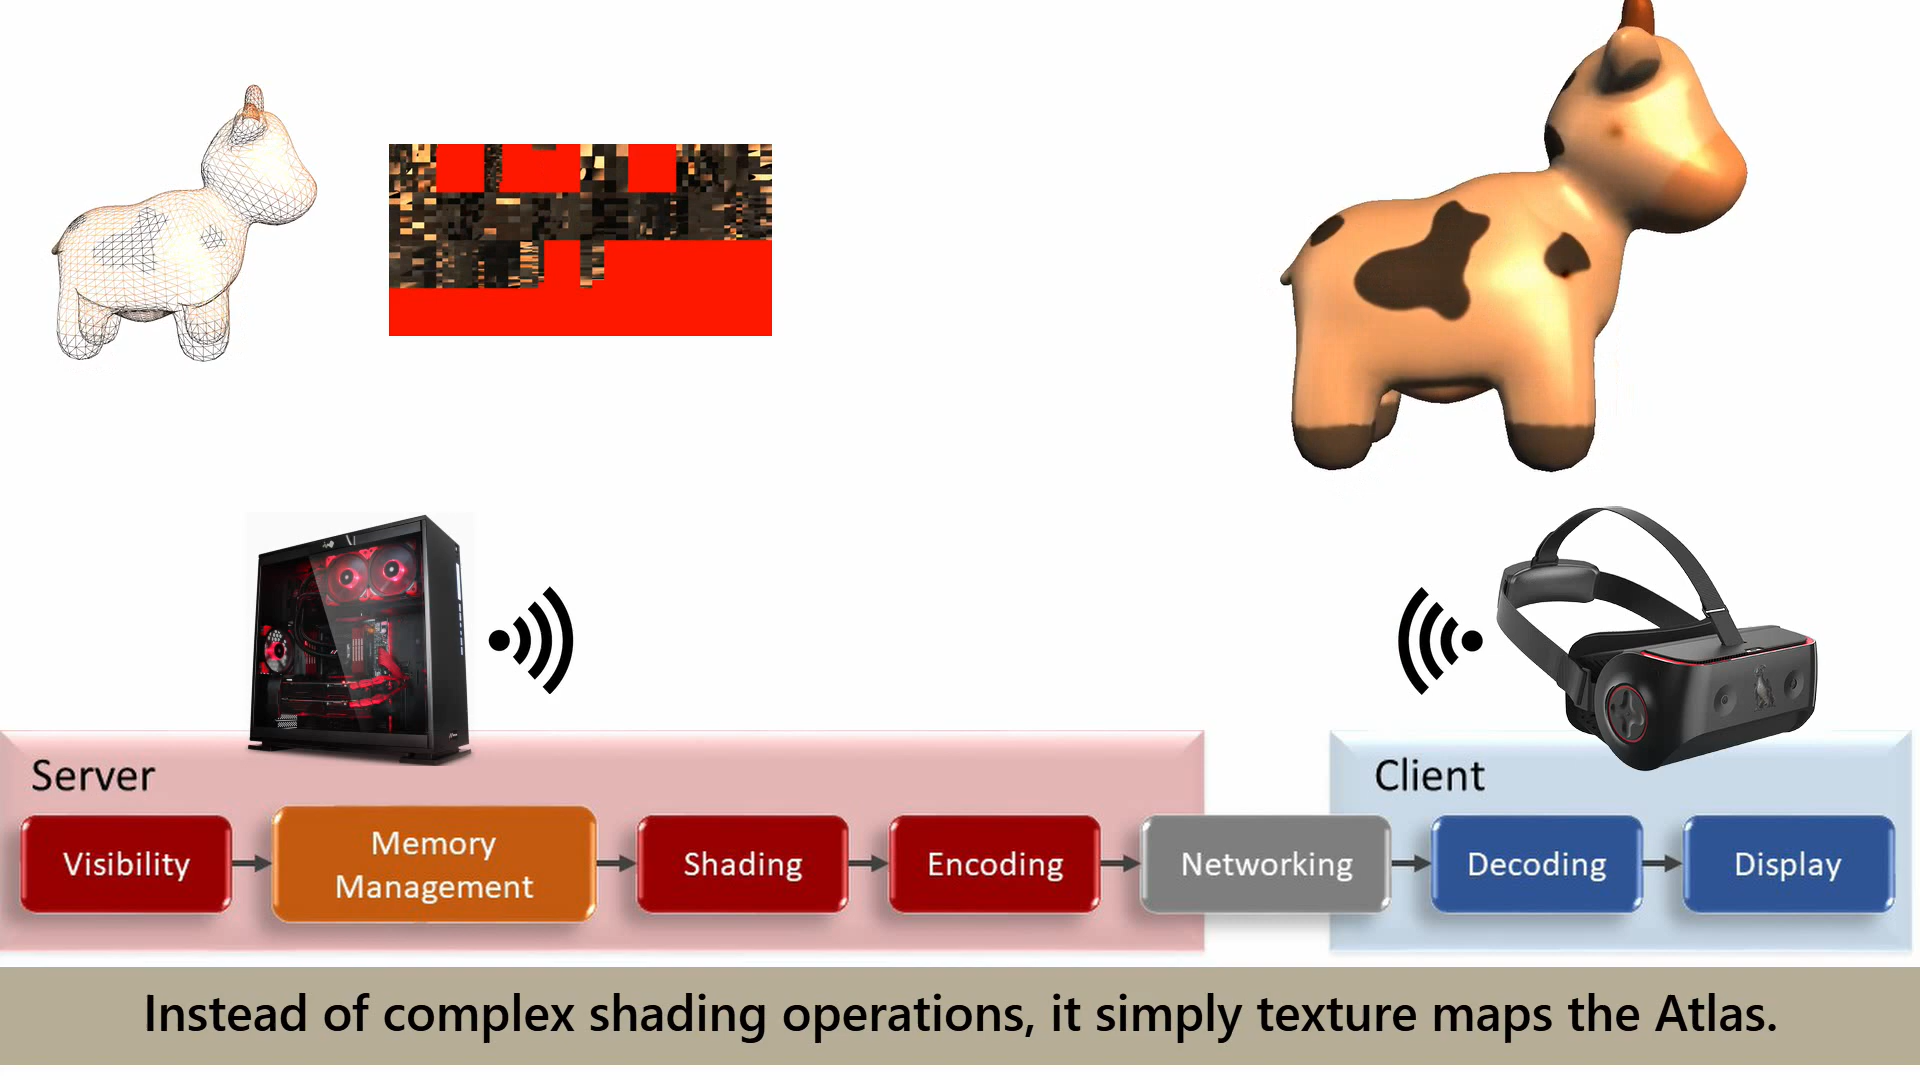 Server
Client
Visibility
Memory
Management
Shading
Encoding
Networking
Decoding
Display
Instead of complex shading operations, it simply texture maps the Atlas.